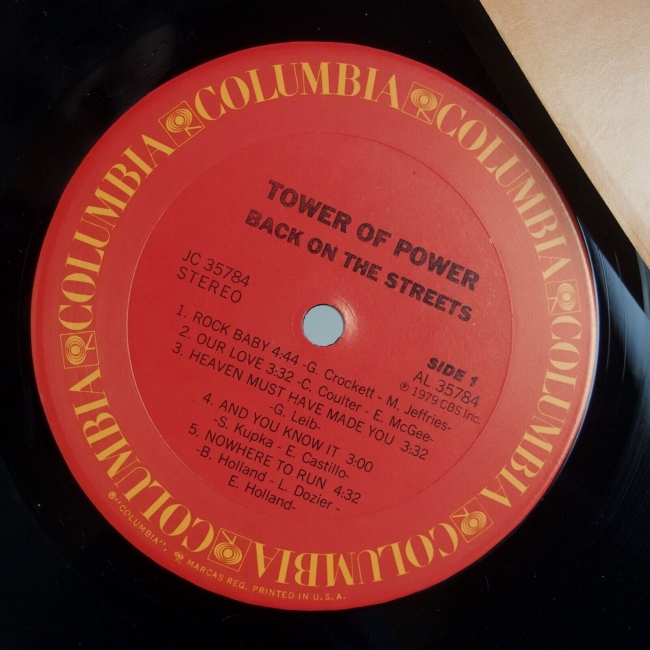 COLUMBIA COLUMBIA COLUMBIA COLUMBIA COLUMBIA COLUMBIA COLUMBIA
TOWER OF POWER
BACK ON THE STREETS
JC 35784
STEREO
SIDE 1
AL 35784
℗ 1979 CBS Inc.
1. ROCK BABY 4:44 -G. Crockett - M. Jeffries-
2. OUR LOVE 3:32 -C. Coulter - E. McGee-
3. HEAVEN MUST HAVE MADE YOU 3:32
-G. Leib-
4. AND YOU KNOW IT 3:00
-S. Kupka - E. Castillo-
5. NOWHERE TO RUN 4:32
-B. Holland - L. Dozier -
E. Holland-
®"COLUMBIA", MARCAS REG. PRINTED IN U.S.A.